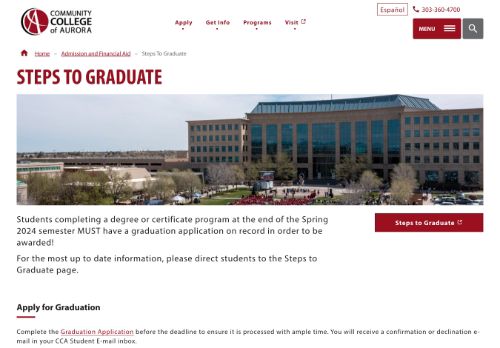 COMMUNITY
COLLEGE
OF AURORA
Español
303-360-4700
Apply
Get Info
Programs
Visit
MENU
Home – Admission and Financial Aid – Steps To Graduate
STEPS TO GRADUATE
Students completing a degree or certificate program at the end of the Spring
2024 semester MUST have a graduation application on record in order to be
awarded!
Steps to Graduate
For the most up to date information, please direct students to the Steps to
Graduate page.
Apply for Graduation
Complete the Graduation Application before the deadline to ensure it is processed with ample time. You will receive a confirmation or declination e-
mail in your CCA Student E-mail inbox.